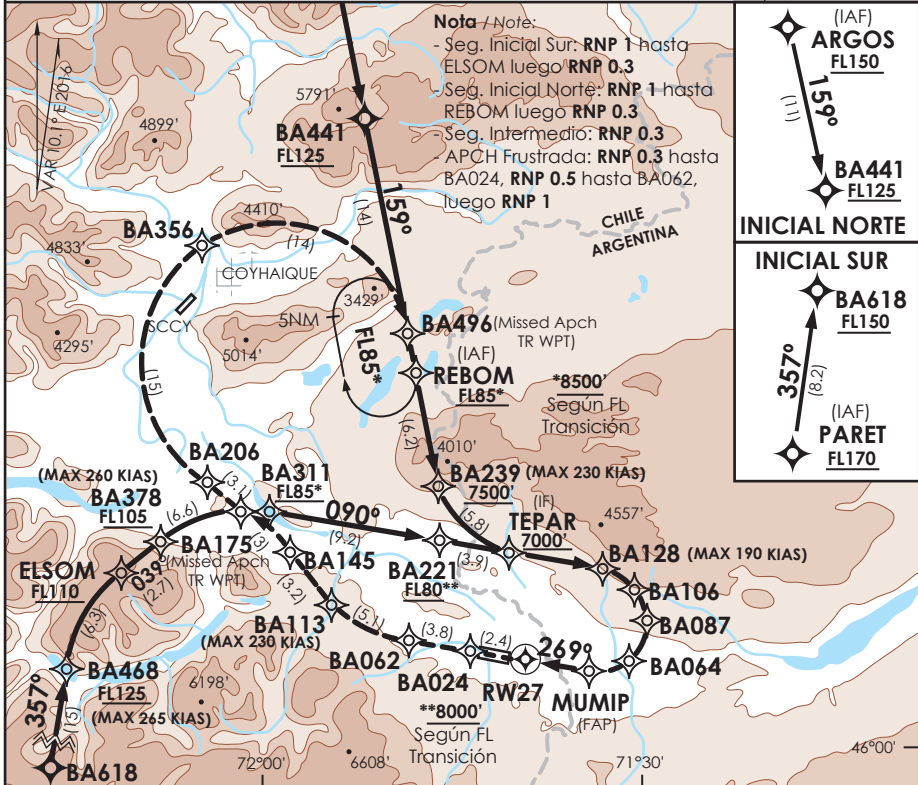 Nota / Note:
- Seg. Inicial Sur: RNP 1 hasta
ELSOM luego RNP 0.3
- Seg. Inicial Norte: RNP 1 hasta
REBOM luego RNP 0.3
- Seg. Intermedio: RNP 0.3
- APCH Frustrada: RNP 0.3 hasta
BA024, RNP 0.5 hasta BA062,
luego RNP 1
(IAF)
ARGOS
FL150
159°
(11)
BA441
FL125
INICIAL NORTE
INICIAL SUR
BA618
FL150
357°
(8.2)
(IAF)
PARET
FL170
VAR 10.1° E2016
4899'
5791'
BA441
FL125
159°
(14)
CHILE
ARGENTINA
4410'
BA356
(14)
4833'
COYHAIQUE
SCCY
3429'
5NM
FL85*
4295'
5014'
BA496
(Missed Apch
TR WPT)
(IAF)
REBOM
FL85*
*8500'
Según FL
Transición
(15)
(6.2)
4010'
BA206
BA239 (MAX 230 KIAS)
7500'
(MAX 260 KIAS)
BA378
FL105
(3.1)
BA311
FL85*
090°
(9.2)
(5.8)
(IF)
TEPAR
7000'
4557'
(6.6)
BA175
(Missed Apch
TR WPT)
(3)
BA145
(3.2)
BA221
FL80**
(3.9)
BA128 (MAX 190 KIAS)
ELSOM
FL110
039°
(2.7)
BA106
BA113
(MAX 230 KIAS)
(5.1)
BA087
(6.3)
BA062
(3.8)
BA024
(2.4)
RW27
269°
MUMIP
(FAP)
BA064
BA468
FL125
(MAX 265 KIAS)
6198'
**8000'
Según FL
Transición
357°
(15)
BA618
72°00'
6608'
71°30'
46°00'